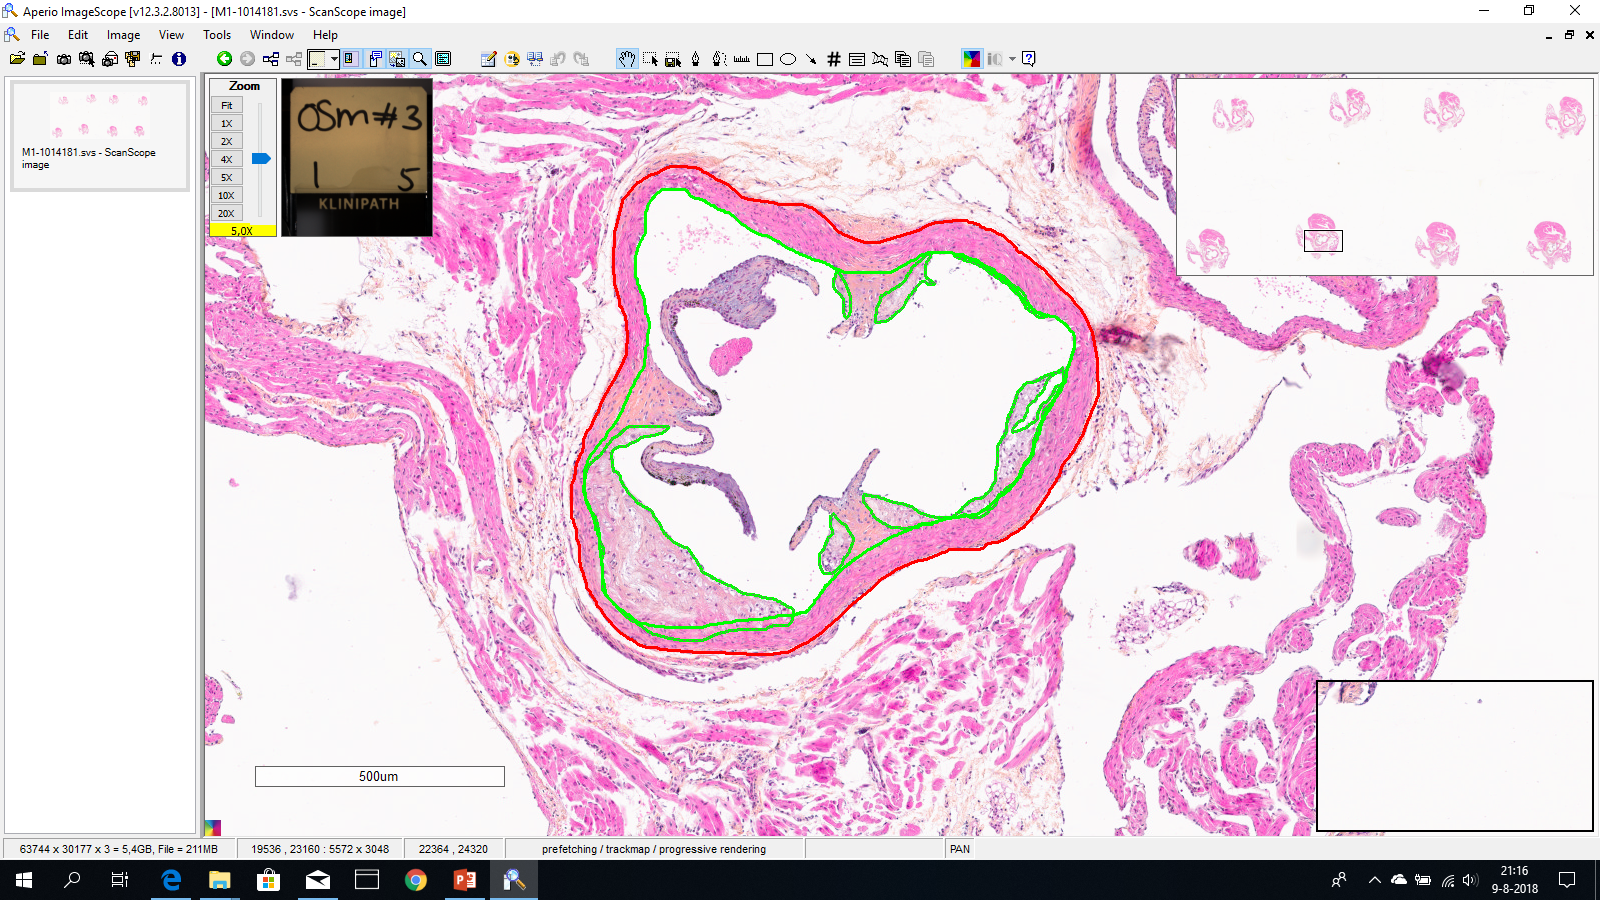 Aperio ImageScope [v12.3.2.8013] - [M1-1014181.svs - ScanScope image]
File Edit Image View Tools Window Help
M1-1014181.svs - ScanScope
image
Zoom
Fit
1X
2X
4X
5X
10X
20X
5,0X
OSm#3
1 5
KLINIPATH
500um
63744 x 30177 x 3 = 5,4GB, File = 211MB
19536 , 23160 : 5572 x 3048
22364 , 24320
prefetching / trackmap / progressive rendering
PAN
21:16
9-8-2018